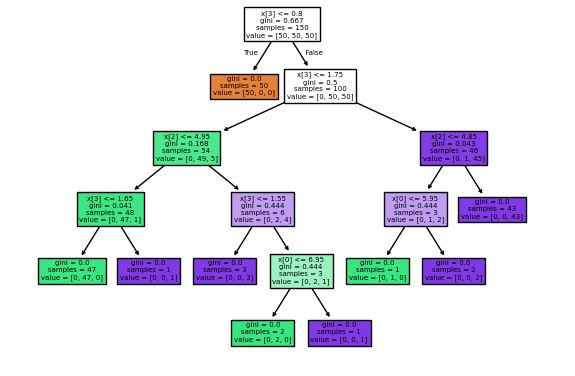 x[3] <= 0.8
gini = 0.667
samples = 150
value = [50, 50, 50]
True
False
gini = 0.0
samples = 50
value = [50, 0, 0]
x[3] <= 1.75
gini = 0.5
samples = 100
value = [0, 50, 50]
x[2] <= 4.95
gini = 0.168
samples = 54
value = [0, 49, 5]
x[2] <= 4.85
gini = 0.043
samples = 46
value = [0, 1, 45]
x[3] <= 1.65
gini = 0.041
samples = 48
value = [0, 47, 1]
x[3] <= 1.55
gini = 0.444
samples = 6
value = [0, 2, 4]
x[0] <= 5.95
gini = 0.444
samples = 3
value = [0, 1, 2]
gini = 0.0
samples = 43
value = [0, 0, 43]
gini = 0.0
samples = 47
value = [0, 47, 0]
gini = 0.0
samples = 1
value = [0, 0, 1]
gini = 0.0
samples = 3
value = [0, 0, 3]
x[0] <= 6.95
gini = 0.444
samples = 3
value = [0, 2, 1]
gini = 0.0
samples = 1
value = [0, 1, 0]
gini = 0.0
samples = 2
value = [0, 0, 2]
gini = 0.0
samples = 2
value = [0, 2, 0]
gini = 0.0
samples = 1
value = [0, 0, 1]